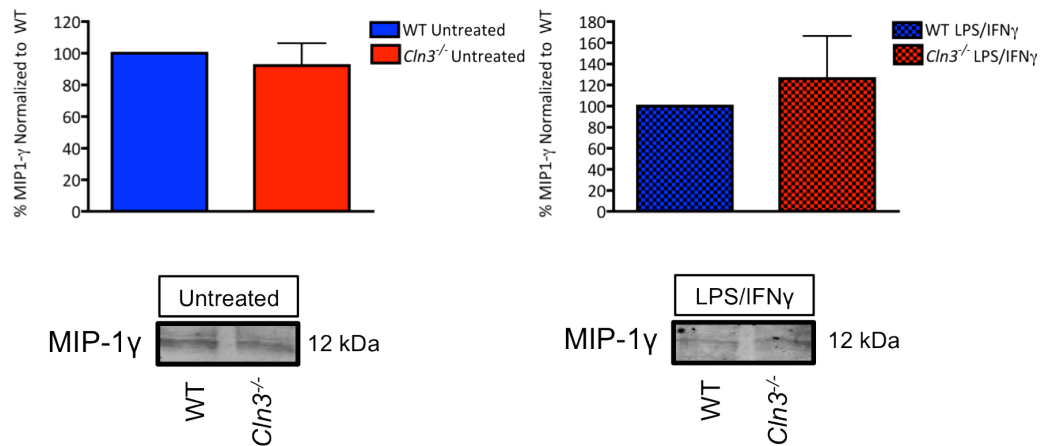 % MIP1-γ Normalized to WT
120
100
80
60
40
20
0
WT Untreated
Cln3-/- Untreated
% MIP1-γ Normalized to WT
180
160
140
120
100
80
60
40
20
0
WT LPS/IFNγ
Cln3-/- LPS/IFNγ
Untreated
MIP-1γ
12 kDa
WT
Cln3-/-
LPS/IFNγ
MIP-1γ
12 kDa
WT
Cln3-/-